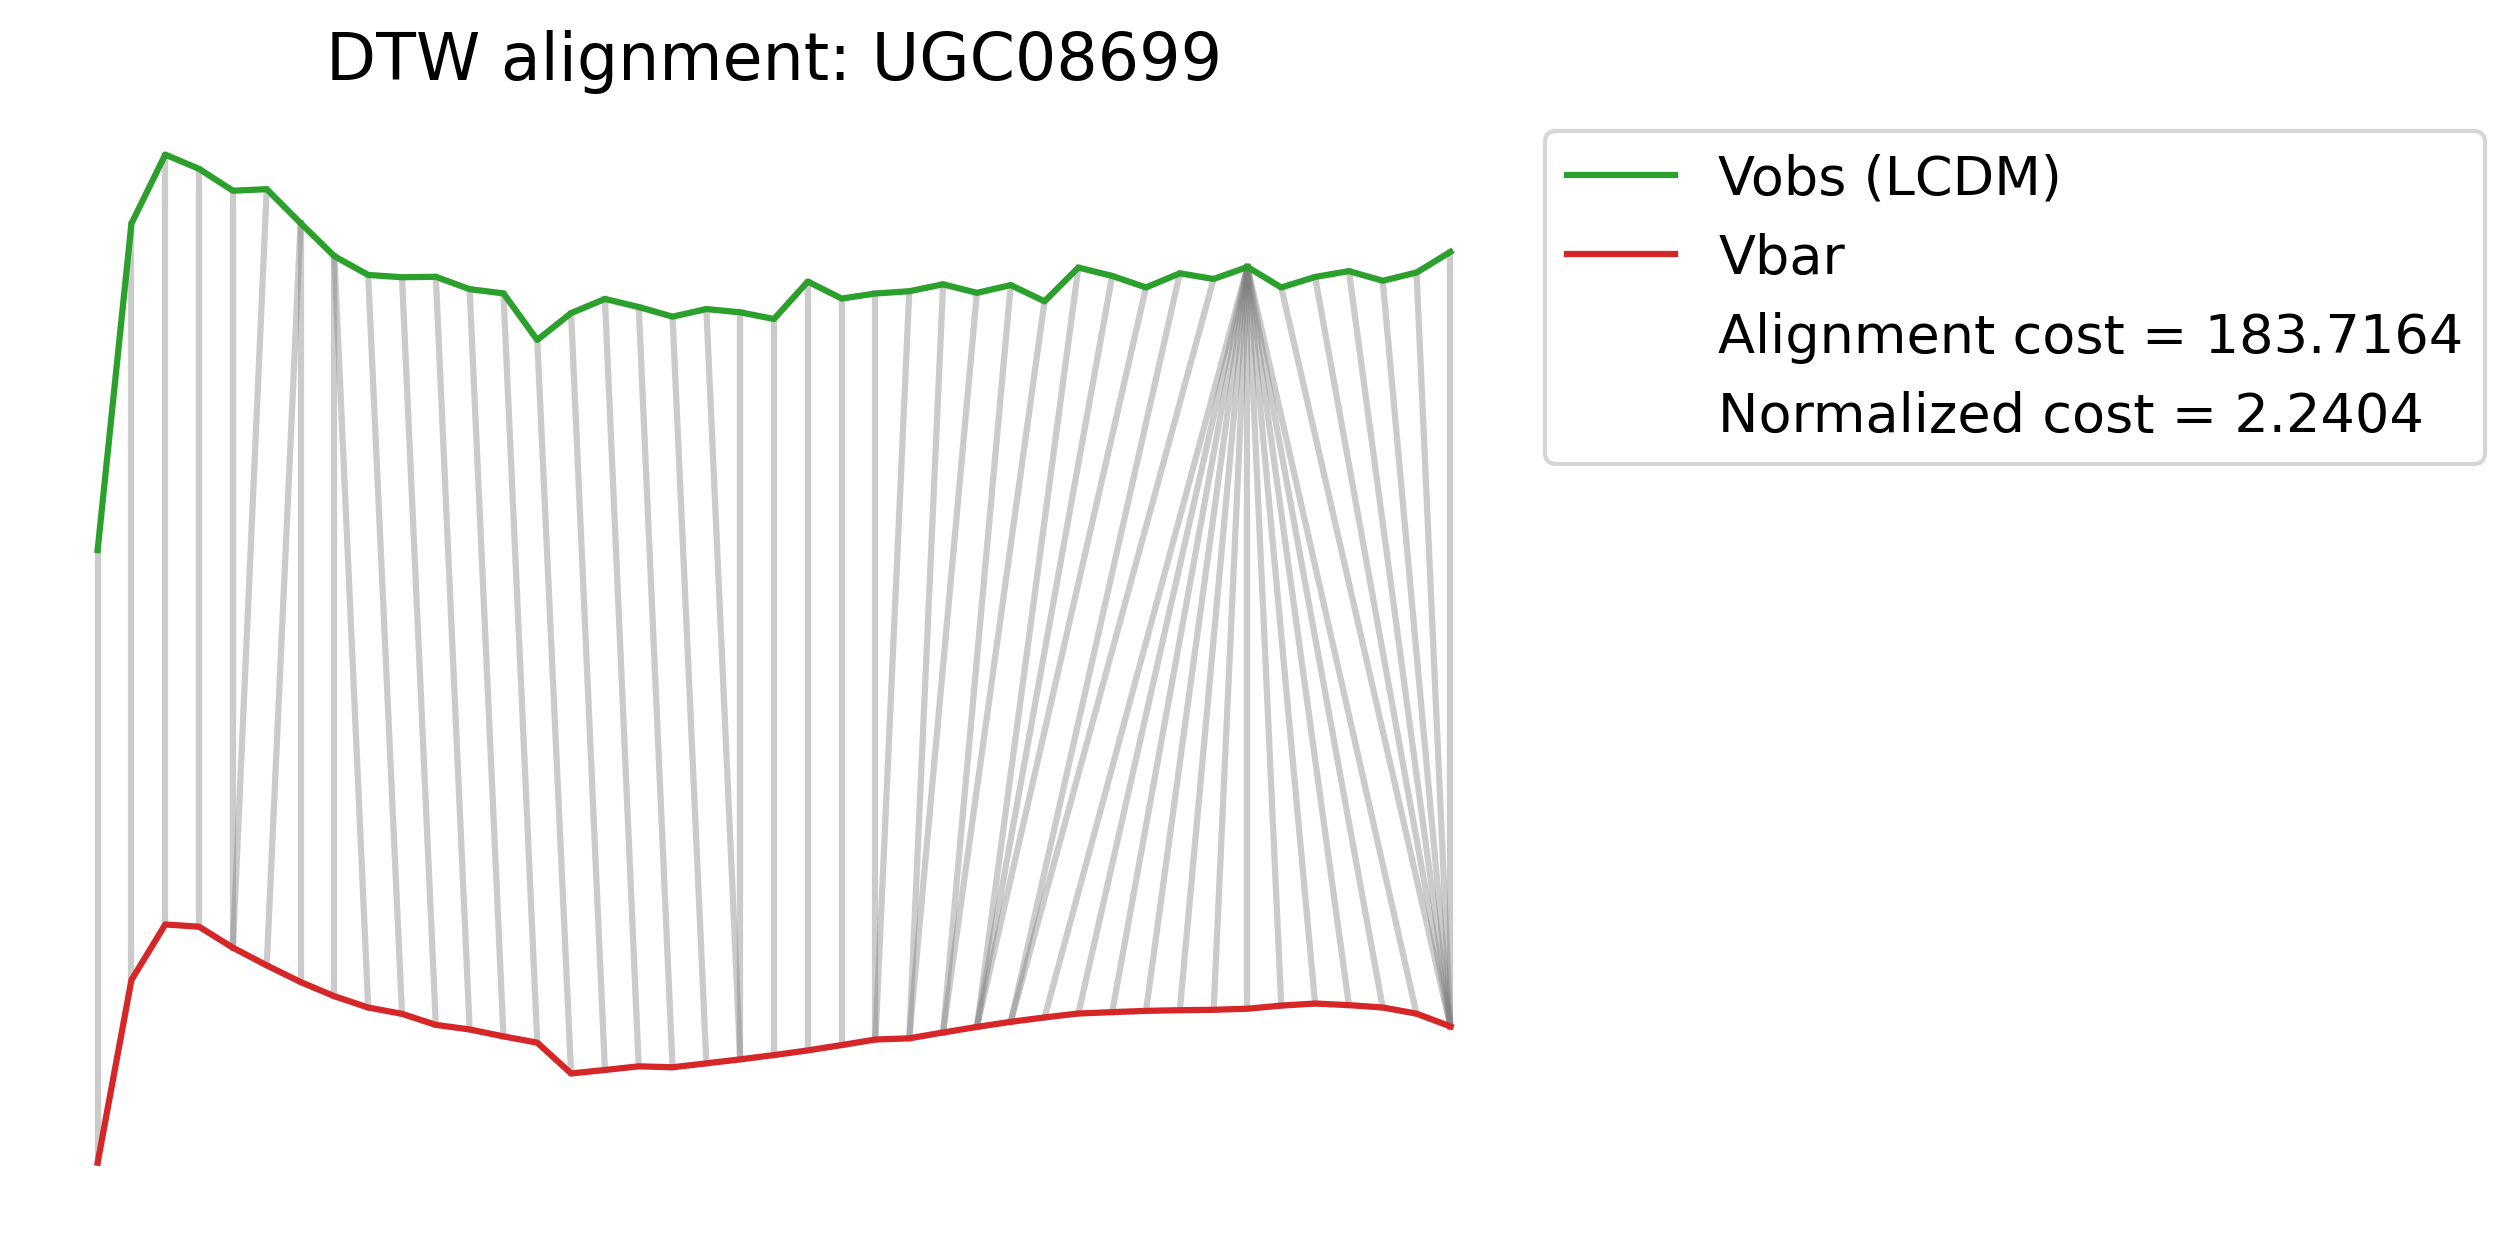 DTW alignment: UGC08699
Vobs (LCDM)
Vbar
Alignment cost = 183.7164
Normalized cost = 2.2404